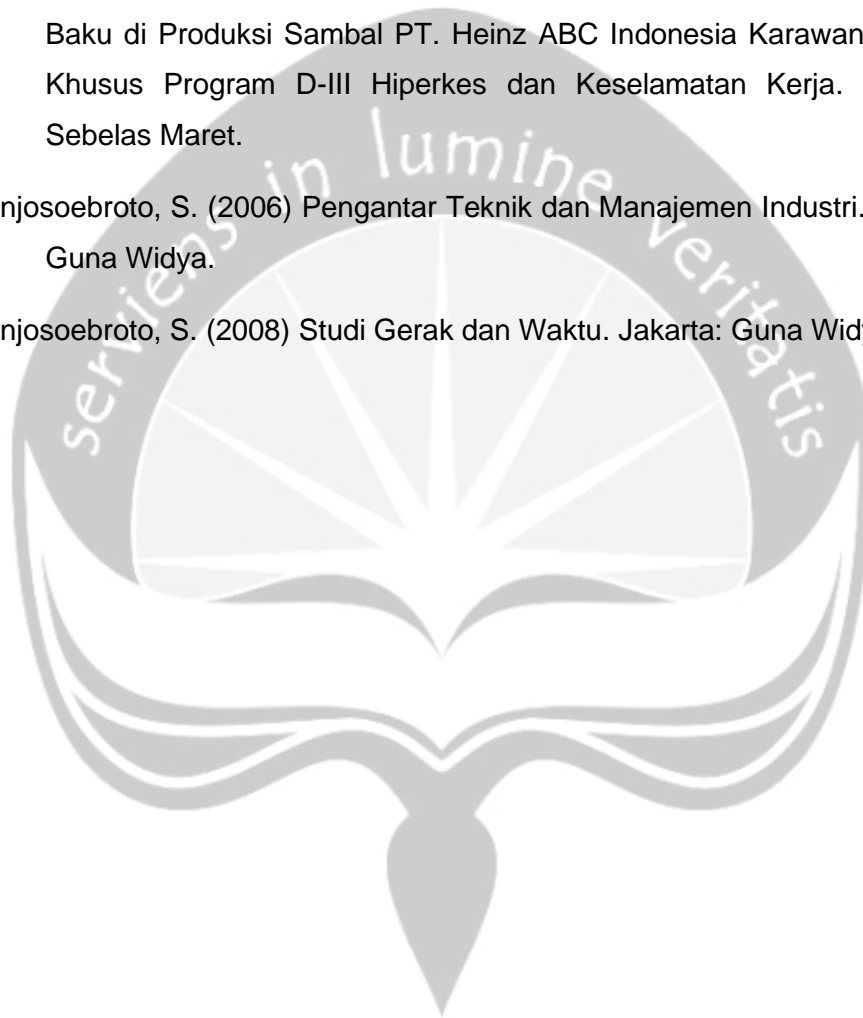 Baku di Produksi Sambal PT. Heinz ABC Indonesia Karawan
Khusus Program D-III Hiperkes dan Keselamatan Kerja.
Sebelas Maret.
serviens in lumine veritatis
njosoebroto, S. (2006) Pengantar Teknik dan Manajemen Industri.
Guna Widya.
njosoebroto, S. (2008) Studi Gerak dan Waktu. Jakarta: Guna Widy